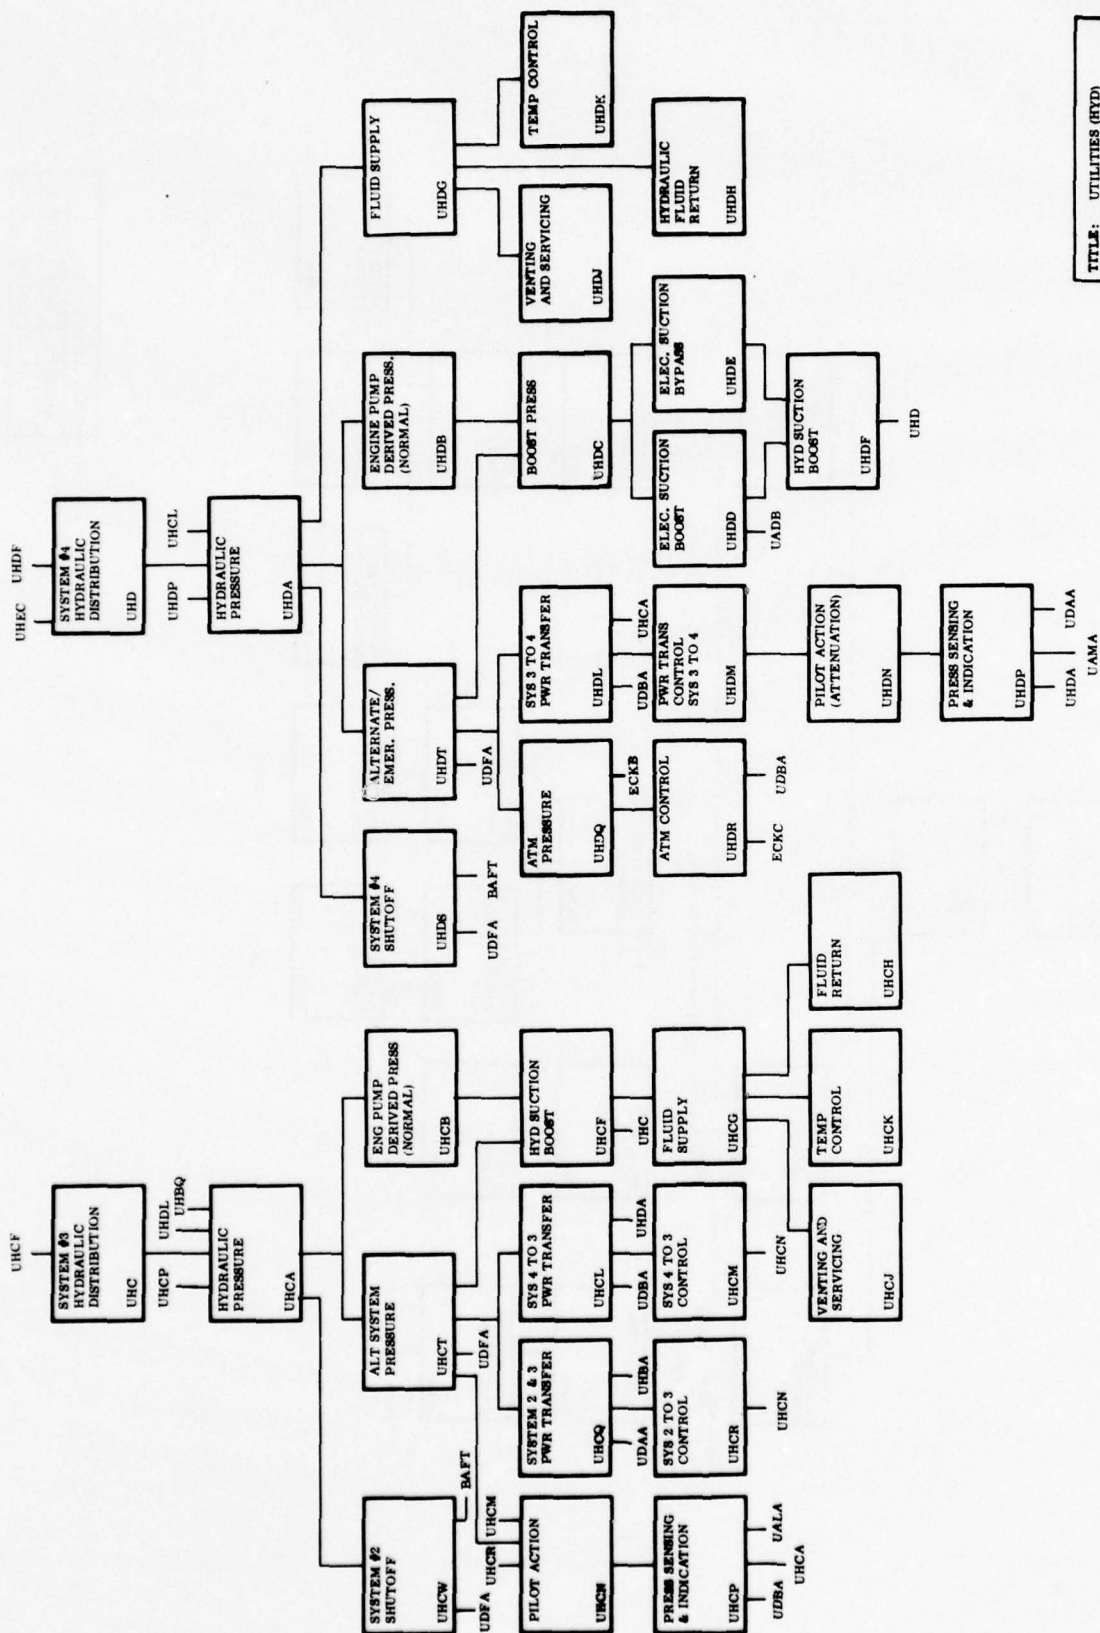 UHCF
SYSTEM #3
HYDRAULIC
DISTRIBUTION
UHC
UHCP
UHDL
UHBQ
HYDRAULIC
PRESSURE
UHCA
SYSTEM #2
SHUTOFF
UHCW
UDFA
BAFT
ALT SYSTEM
PRESSURE
UHCT
UDFA
ENG PUMP
DERIVED PRESS
(NORMAL)
UHCB
UHCR
UHCM
PILOT ACTION
UHCN
SYSTEM 2 & 3
PWR TRANSFER
UHCQ
UDAA
UHBA
SYS 4 TO 3
PWR TRANSFER
UHCL
UDBA
UHDA
HYD SUCTION
BOOST
UHCF
UHC
PRESS SENSING
& INDICATION
UHCP
UDBA
UHCA
UALA
SYS 2 TO 3
CONTROL
UHCR
UHCN
SYS 4 TO 3
CONTROL
UHCM
UHCN
FLUID
SUPPLY
UHCG
VENTING AND
SERVICING
UHCJ
TEMP
CONTROL
UHCK
FLUID
RETURN
UHCH
UHEC
UHDF
SYSTEM #4
HYDRAULIC
DISTRIBUTION
UHD
UHDP
UHCL
HYDRAULIC
PRESSURE
UHDA
SYSTEM #4
SHUTOFF
UHDS
UDFA
BAFT
ALTERNATE/
EMER. PRESS.
UHDT
UDFA
ENGINE PUMP
DERIVED PRESS.
(NORMAL)
UHDB
FLUID SUPPLY
UHDG
ATM
PRESSURE
UHDQ
ECKB
SYS 3 TO 4
PWR TRANSFER
UHDL
UDBA
UHCA
BOOST PRESS
UHDC
VENTING
AND SERVICING
UHDJ
TEMP CONTROL
UHDK
ATM CONTROL
UHDR
ECKC
UDBA
PWR TRANS
CONTROL
SYS 3 TO 4
UHDM
ELEC. SUCTION
BOOST
UHDD
UADB
ELEC. SUCTION
BYPASS
UHDE
HYDRAULIC
FLUID
RETURN
UHDH
PILOT ACTION
(ATTENUATION)
UHDN
HYD SUCTION
BOOST
UHDF
UHD
PRESS SENSING
& INDICATION
UHDP
UHDA
UAMA
UDAA
TITLE: UTILITIES (HYD)